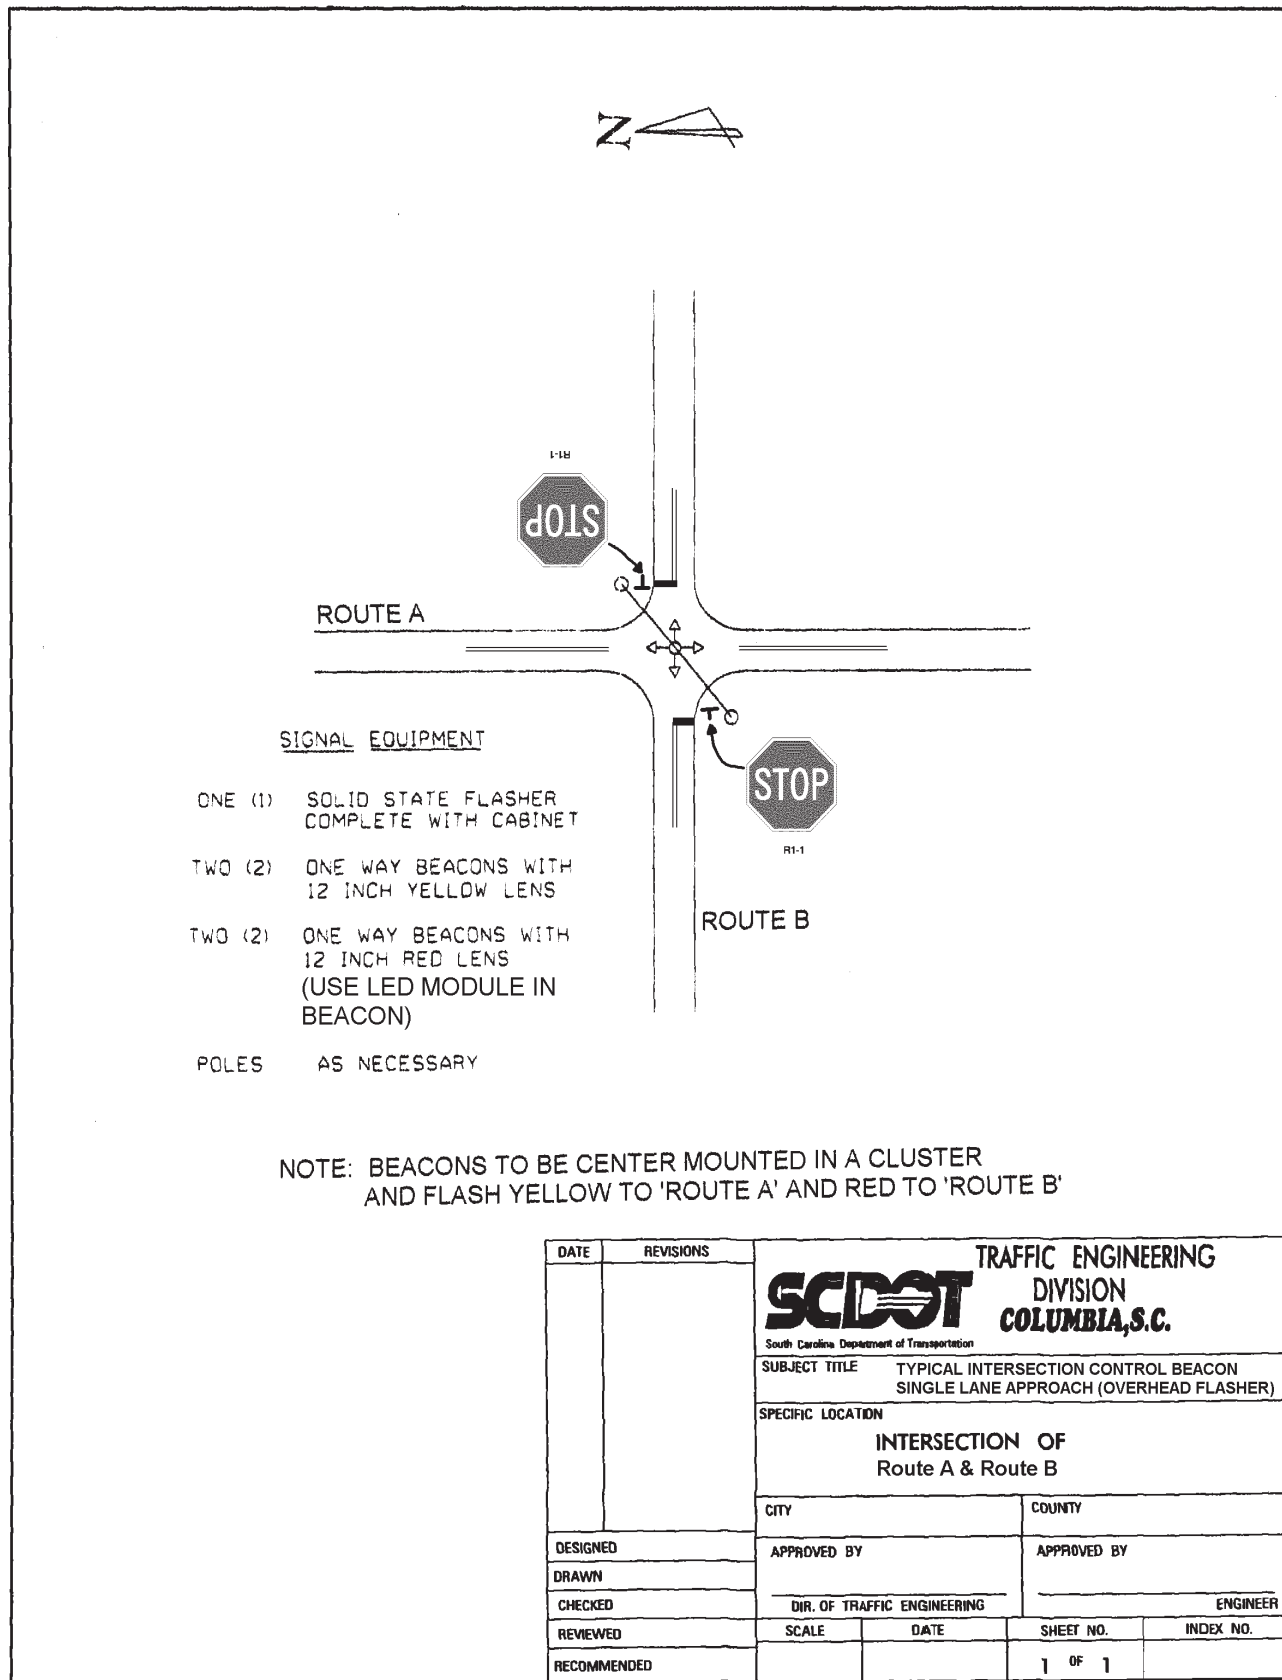 N
R1-1
STOP
ROUTE A
SIGNAL EQUIPMENT
ONE (1) SOLID STATE FLASHER
COMPLETE WITH CABINET
TWO (2) ONE WAY BEACONS WITH
12 INCH YELLOW LENS
TWO (2) ONE WAY BEACONS WITH
12 INCH RED LENS
(USE LED MODULE IN
BEACON)
POLES AS NECESSARY
STOP
R1-1
ROUTE B
NOTE: BEACONS TO BE CENTER MOUNTED IN A CLUSTER
AND FLASH YELLOW TO 'ROUTE A' AND RED TO 'ROUTE B'
DATE REVISIONS
SCDOT
South Carolina Department of Transportation
TRAFFIC ENGINEERING
DIVISION
COLUMBIA,S.C.
SUBJECT TITLE TYPICAL INTERSECTION CONTROL BEACON
SINGLE LANE APPROACH (OVERHEAD FLASHER)
SPECIFIC LOCATION
INTERSECTION OF
Route A & Route B
CITY COUNTY
DESIGNED
DRAWN
CHECKED
REVIEWED
RECOMMENDED
APPROVED BY APPROVED BY
DIR. OF TRAFFIC ENGINEERING ENGINEER
SCALE DATE SHEET NO. INDEX NO.
1 OF 1